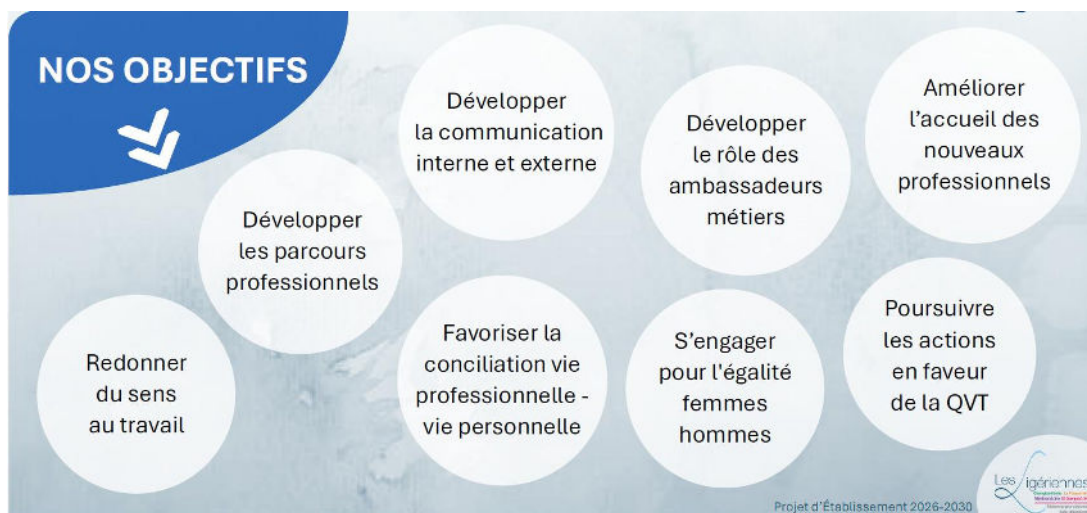 NOS OBJECTIFS
Développer
la communication
interne et externe
Développer
le rôle des
ambassadeurs
métiers
Améliorer
l’accueil des
nouveaux
professionnels
Développer
les parcours
professionnels
Redonner
du sens
au travail
Favoriser la
conciliation vie
professionnelle -
vie personnelle
S’engager
pour l'égalité
femmes
hommes
Poursuivre
les actions
en faveur
de la QVT
Les Ligériennes
Projet d’Établissement 2026-2030